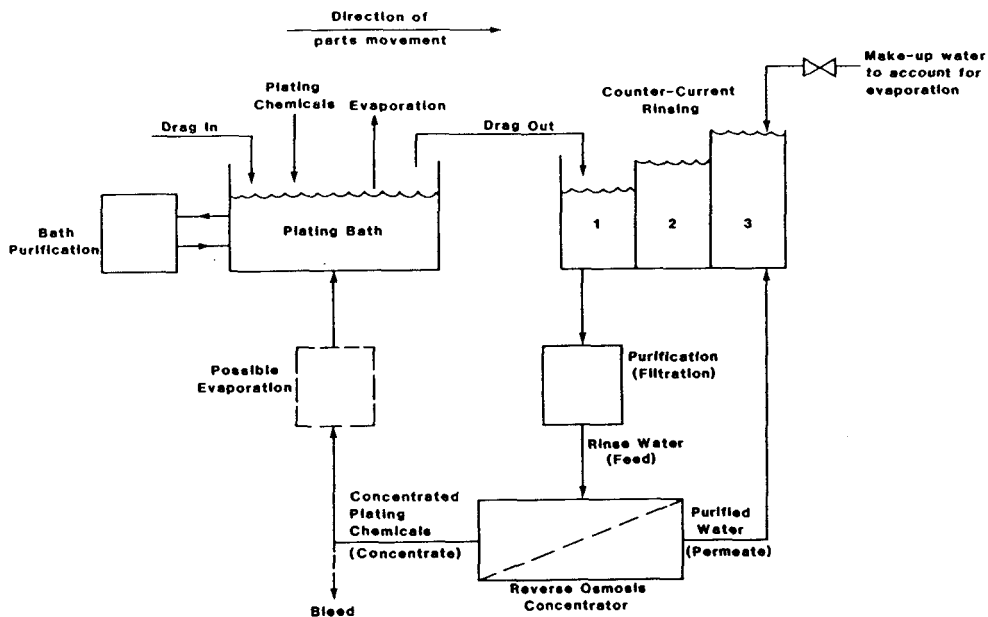 Direction of
parts movement
Make-up water
to account for
evaporation
Plating
Chemicals
Evaporation
Counter-Current
Rinsing
Drag In
Drag Out
Bath
Purification
Plating Bath
1
2
3
Possible
Evaporation
Purification
(Filtration)
Rinse Water
(Feed)
Concentrated
Plating
Chemicals
(Concentrate)
Purified
Water
(Permeate)
Reverse Osmosis
Concentrator
Bleed